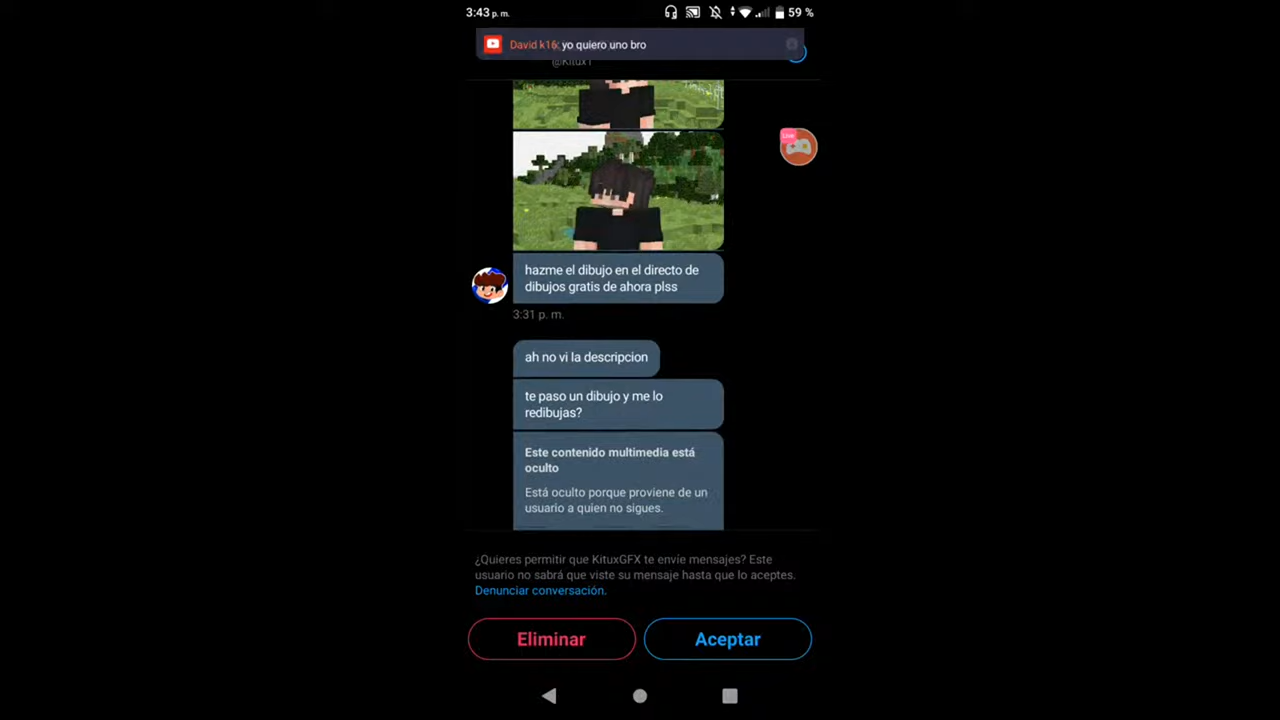 3:43 p. m.
59 %
David k16: yo quiero uno bro
@Kitux1
Live
hazme el dibujo en el directo de
dibujos gratis de ahora plss
3:31 p. m.
ah no vi la descripcion
te paso un dibujo y me lo
redibujas?
Este contenido multimedia está
oculto
Está oculto porque proviene de un
usuario a quien no sigues.
¿Quieres permitir que KituxGFX te envíe mensajes? Este
usuario no sabrá que viste su mensaje hasta que lo aceptes.
Denunciar conversación.
Eliminar
Aceptar